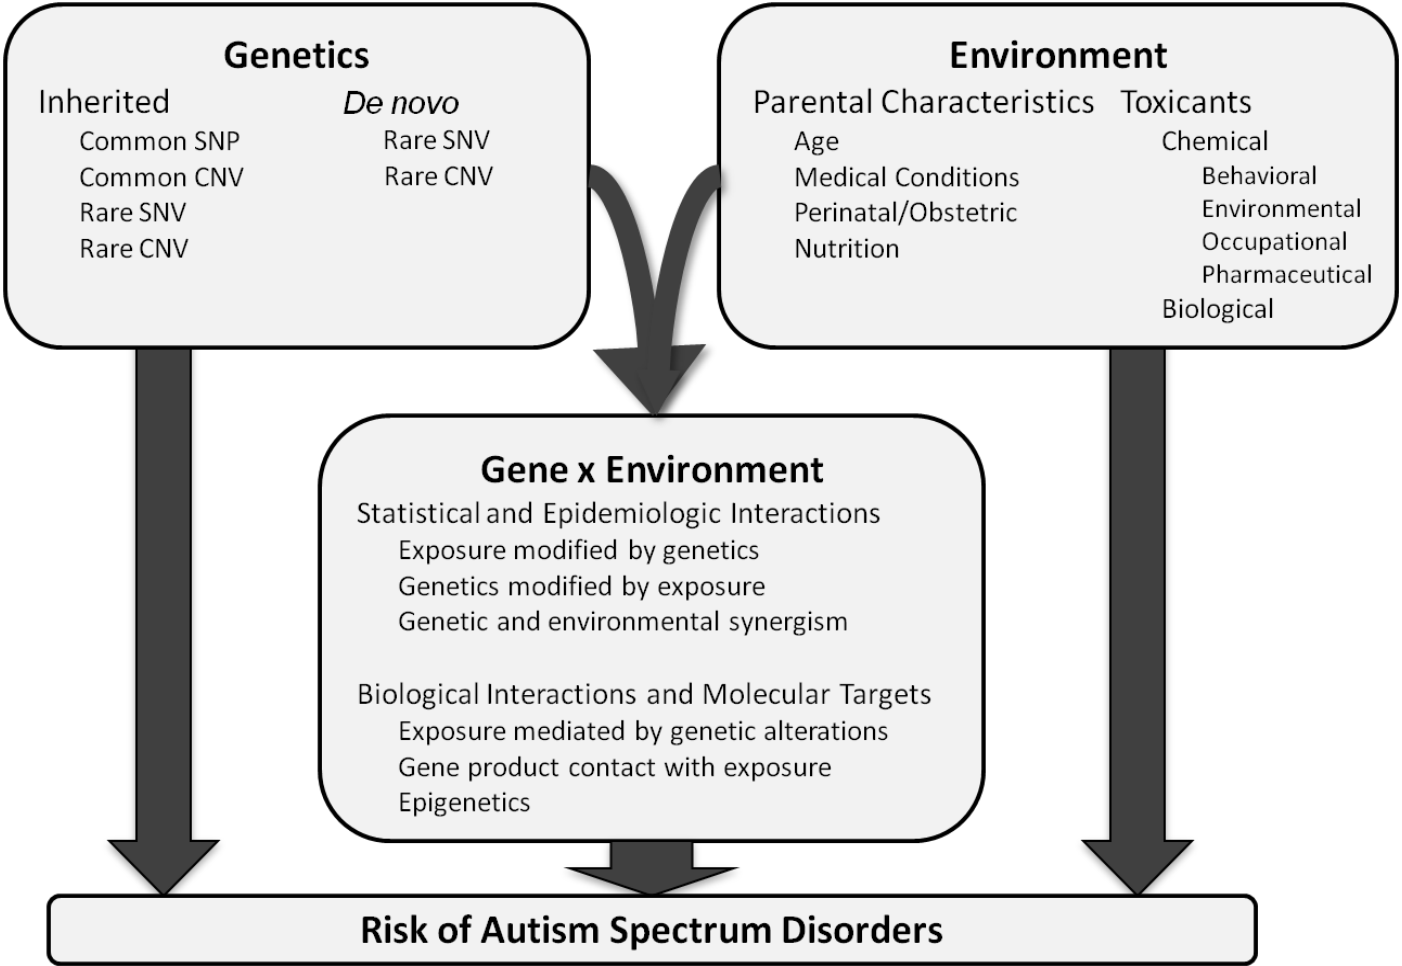 Genetics
Inherited
Common SNP
Common CNV
Rare SNV
Rare CNV
De novo
Rare SNV
Rare CNV
Environment
Parental Characteristics
Age
Medical Conditions
Perinatal/Obstetric
Nutrition
Toxicants
Chemical
Behavioral
Environmental
Occupational
Pharmaceutical
Biological
Gene x Environment
Statistical and Epidemiologic Interactions
Exposure modified by genetics
Genetics modified by exposure
Genetic and environmental synergism
Biological Interactions and Molecular Targets
Exposure mediated by genetic alterations
Gene product contact with exposure
Epigenetics
Risk of Autism Spectrum Disorders